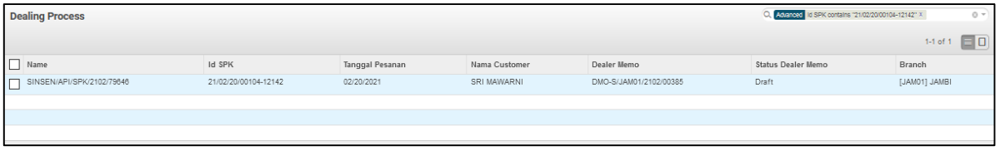 Dealing Process
Advanced Id SPK contains "21/02/20/00104-12142" x
1-1 of 1
Name Id SPK Tanggal Pesanan Nama Customer Dealer Memo Status Dealer Memo Branch
SINSEN/API/SPK/2102/79646 21/02/20/00104-12142 02/20/2021 SRI MAWARNI DMO-S/JAM01/2102/00385 Draft [JAM01] JAMBI